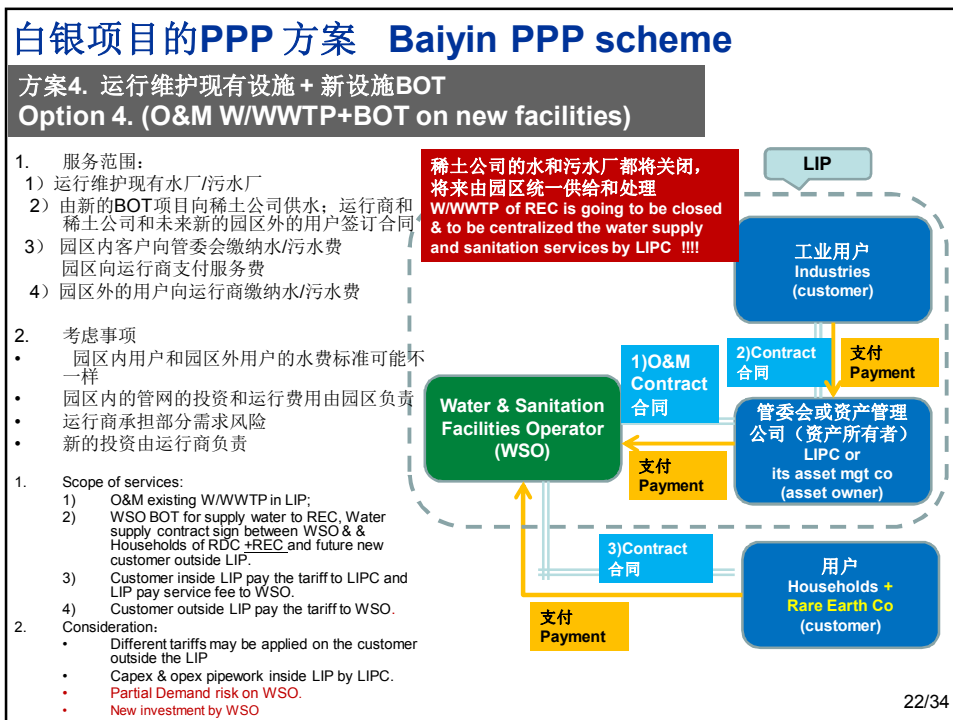 白银项目的PPP 方案 Baiyin PPP scheme
方案4. 运行维护现有设施 + 新设施BOT
Option 4. (O&M W/WWTP+BOT on new facilities)
1. 服务范围：
1）运行维护现有水厂/污水厂
2）由新的BOT项目向稀土公司供水；运行商和
稀土公司和未来新的园区外的用户签订合同
3） 园区内客户向管委会缴纳水/污水费
园区向运行商支付服务费
4）园区外的用户向运行商缴纳水/污水费
2. 考虑事项
• 园区内用户和园区外用户的水费标准可能不
一样
• 园区内的管网的投资和运行费用由园区负责
• 运行商承担部分需求风险
• 新的投资由运行商负责
1. Scope of services:
1) O&M existing W/WWTP in LIP;
2) WSO BOT for supply water to REC, Water
supply contract sign between WSO & &
Households of RDC +REC and future new
customer outside LIP.
3) Customer inside LIP pay the tariff to LIPC and
LIP pay service fee to WSO.
4) Customer outside LIP pay the tariff to WSO.
2. Consideration：
• Different tariffs may be applied on the customer
outside the LIP
• Capex & opex pipework inside LIP by LIPC.
• Partial Demand risk on WSO.
• New investment by WSO
稀土公司的水和污水厂都将关闭，
将来由园区统一供给和处理
W/WWTP of REC is going to be closed
& to be centralized the water supply
and sanitation services by LIPC !!!!
LIP
工业用户
Industries
(customer)
1)O&M
Contract
合同
2)Contract
合同
支付
Payment
Water & Sanitation
Facilities Operator
(WSO)
支付
Payment
管委会或资产管理
公司（资产所有者）
LIPC or
its asset mgt co
(asset owner)
3)Contract
合同
支付
Payment
用户
Households +
Rare Earth Co
(customer)
22/34